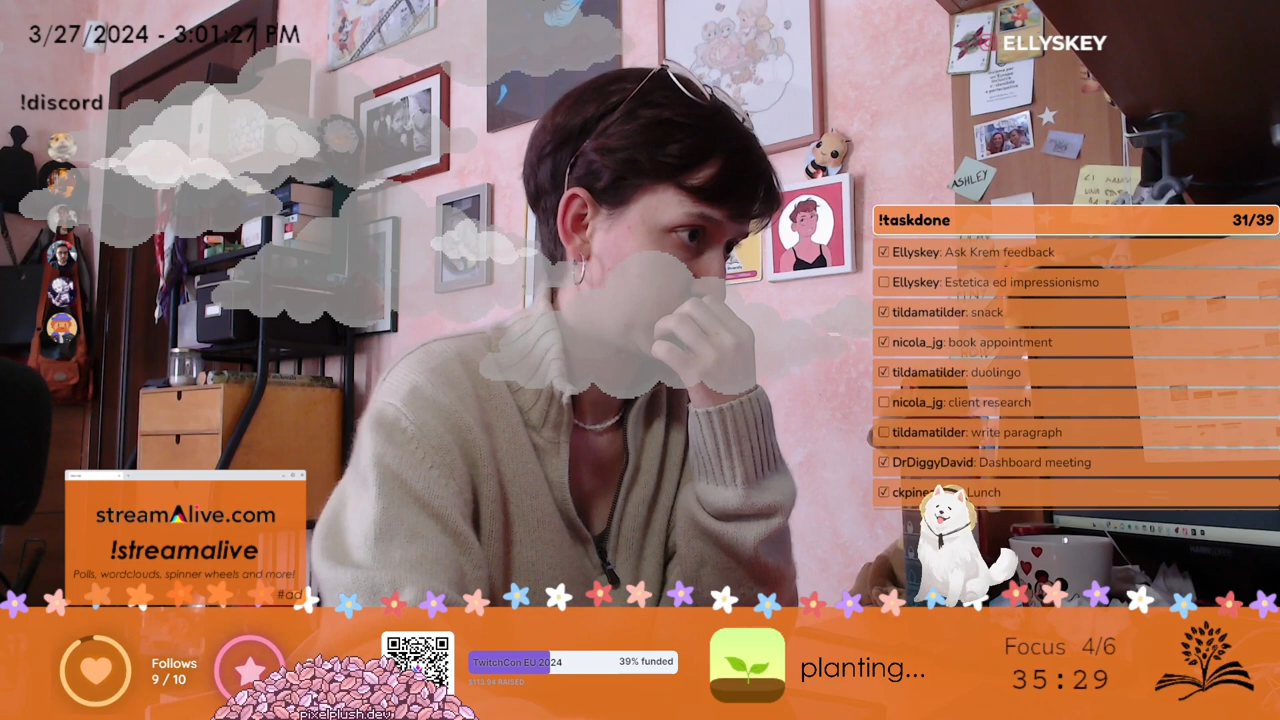 3/27/2024 - 3:01:27 PM
ELLYSKEY
!discord
ASHLEY
!taskdone 31/39
Ellyskey: Ask Krem feedback
Ellyskey: Estetica ed impressionismo
tildamatilder: snack
nicola_jg: book appointment
tildamatilder: duolingo
nicola_jg: client research
tildamatilder: write paragraph
DrDiggyDavid: Dashboard meeting
Lunch
streamAlive.com
!streamalive
Polls, wordclouds, spinner wheels and more!
#ad
Follows
9 / 10
TwitchCon EU 2024 39% funded
$113.94 RAISED
pixelplush.dev
planting...
Focus 4/6
35:29